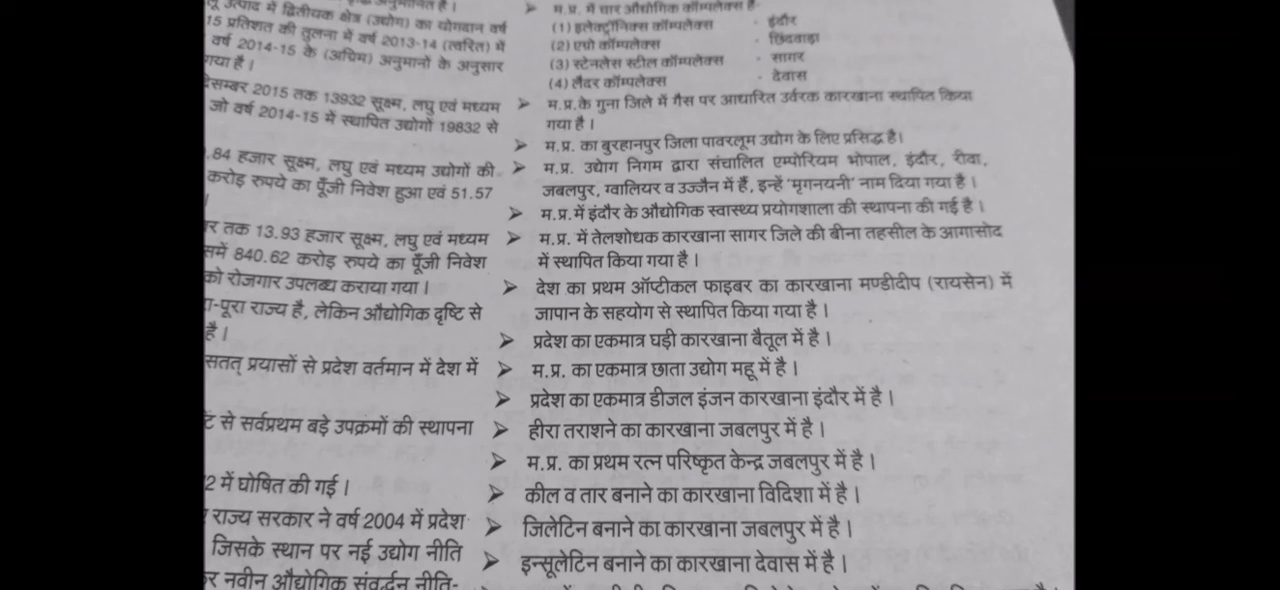 उत्पाद में द्वितीयक क्षेत्र (उद्योग) का योगदान वर्ष
15 प्रतिशत की तुलना में वर्ष 2013-14 (त्वरित) में
वर्ष 2014-15 के (अग्रिम) अनुमानों के अनुसार
गया है।
दिसम्बर 2015 तक 13932 सूक्ष्म, लघु एवं मध्यम
जो वर्ष 2014-15 में स्थापित उद्योगों 19832 से
.84 हजार सूक्ष्म, लघु एवं मध्यम उद्योगों की
करोड़ रुपये का पूँजी निवेश हुआ एवं 51.57
र तक 13.93 हजार सूक्ष्म, लघु एवं मध्यम
समें 840.62 करोड़ रुपये का पूँजी निवेश
को रोजगार उपलब्ध कराया गया।
-पूरा राज्य है, लेकिन औद्योगिक दृष्टि से
है।
सतत् प्रयासों से प्रदेश वर्तमान में देश में
से सर्वप्रथम बड़े उपक्रमों की स्थापना
2 में घोषित की गई।
राज्य सरकार ने वर्ष 2004 में प्रदेश
जिसके स्थान पर नई उद्योग नीति
र नवीन औद्योगिक संवर्द्धन नीति-
➢ म.प्र. में चार औद्योगिक कॉम्पलेक्स हैं-
(1) इलेक्ट्रॉनिक्स कॉम्पलेक्स - इंदौर
(2) एग्रो कॉम्पलेक्स - छिंदवाड़ा
(3) स्टेनलेस स्टील कॉम्पलेक्स - सागर
(4) लैदर कॉम्पलेक्स - देवास
➢ म.प्र.के गुना जिले में गैस पर आधारित उर्वरक कारखाना स्थापित किया
गया है।
➢ म.प्र. का बुरहानपुर जिला पावरलूम उद्योग के लिए प्रसिद्ध है।
➢ म.प्र. उद्योग निगम द्वारा संचालित एम्पोरियम भोपाल, इंदौर, रीवा,
जबलपुर, ग्वालियर व उज्जैन में हैं, इन्हें 'मृगनयनी' नाम दिया गया है।
➢ म.प्र. में इंदौर के औद्योगिक स्वास्थ्य प्रयोगशाला की स्थापना की गई है।
➢ म.प्र. में तेलशोधक कारखाना सागर जिले की बीना तहसील के आगासोद
में स्थापित किया गया है।
➢ देश का प्रथम ऑप्टीकल फाइबर का कारखाना मण्डीदीप (रायसेन) में
जापान के सहयोग से स्थापित किया गया है।
➢ प्रदेश का एकमात्र घड़ी कारखाना बैतूल में है।
➢ म.प्र. का एकमात्र छाता उद्योग महू में है।
➢ प्रदेश का एकमात्र डीजल इंजन कारखाना इंदौर में है।
➢ हीरा तराशने का कारखाना जबलपुर में है।
➢ म.प्र. का प्रथम रत्न परिष्कृत केन्द्र जबलपुर में है।
➢ कील व तार बनाने का कारखाना विदिशा में है।
➢ जिलेटिन बनाने का कारखाना जबलपुर में है।
➢ इन्सूलेटिन बनाने का कारखाना देवास में है।